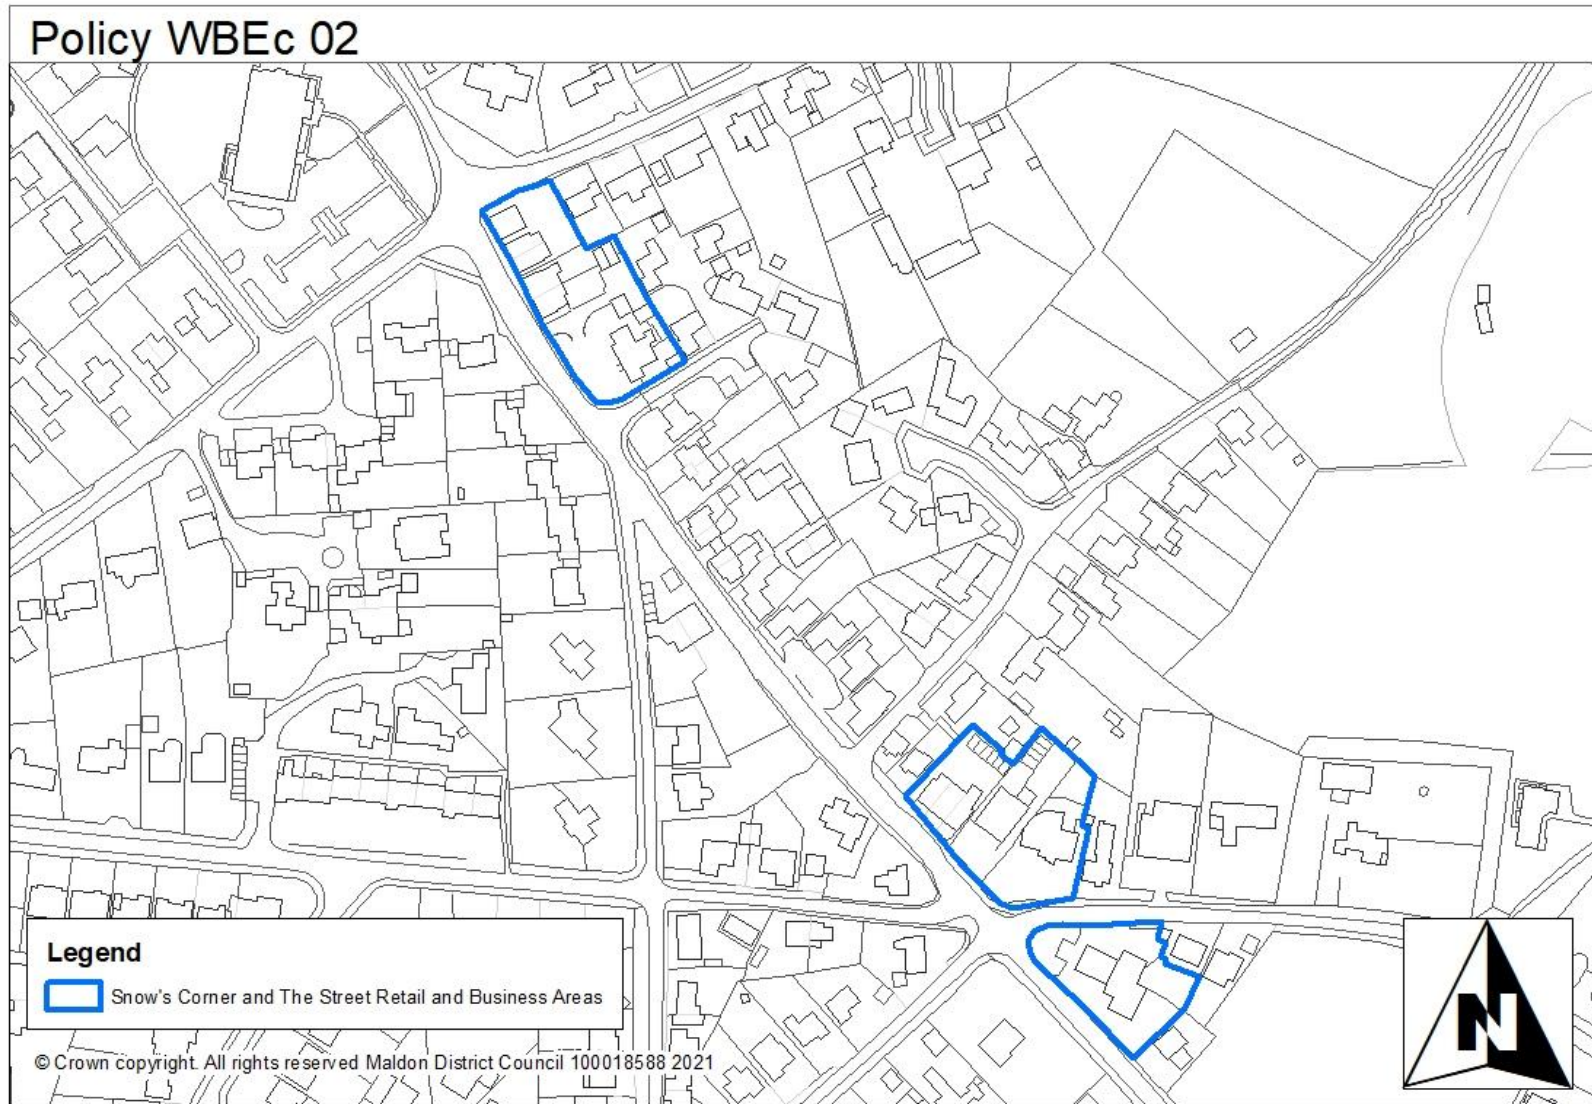 Policy WBEc 02
Legend
Snow's Corner and The Street Retail and Business Areas
© Crown copyright. All rights reserved Maldon District Council 100018588 2021
N